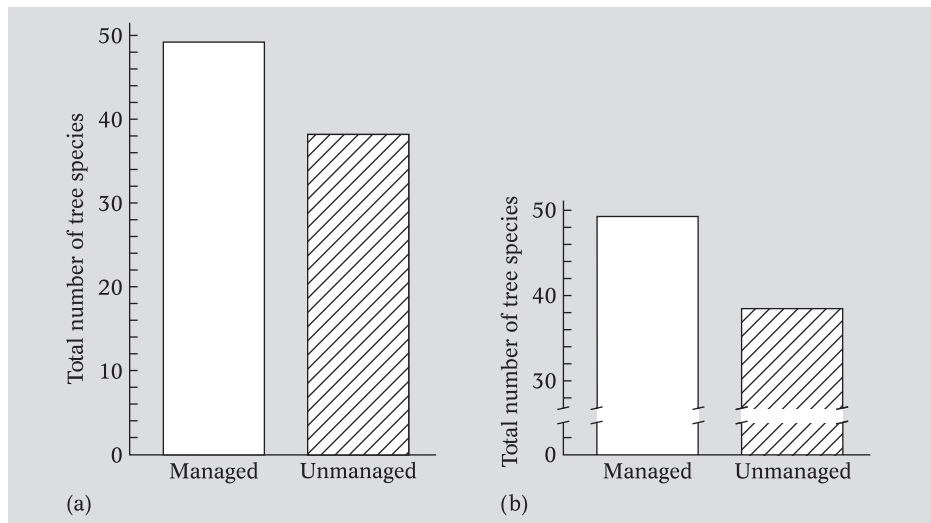 Total number of tree species
50
40
30
20
10
0
Managed Unmanaged
(a)
Total number of tree species
50
40
30
0
Managed Unmanaged
(b)